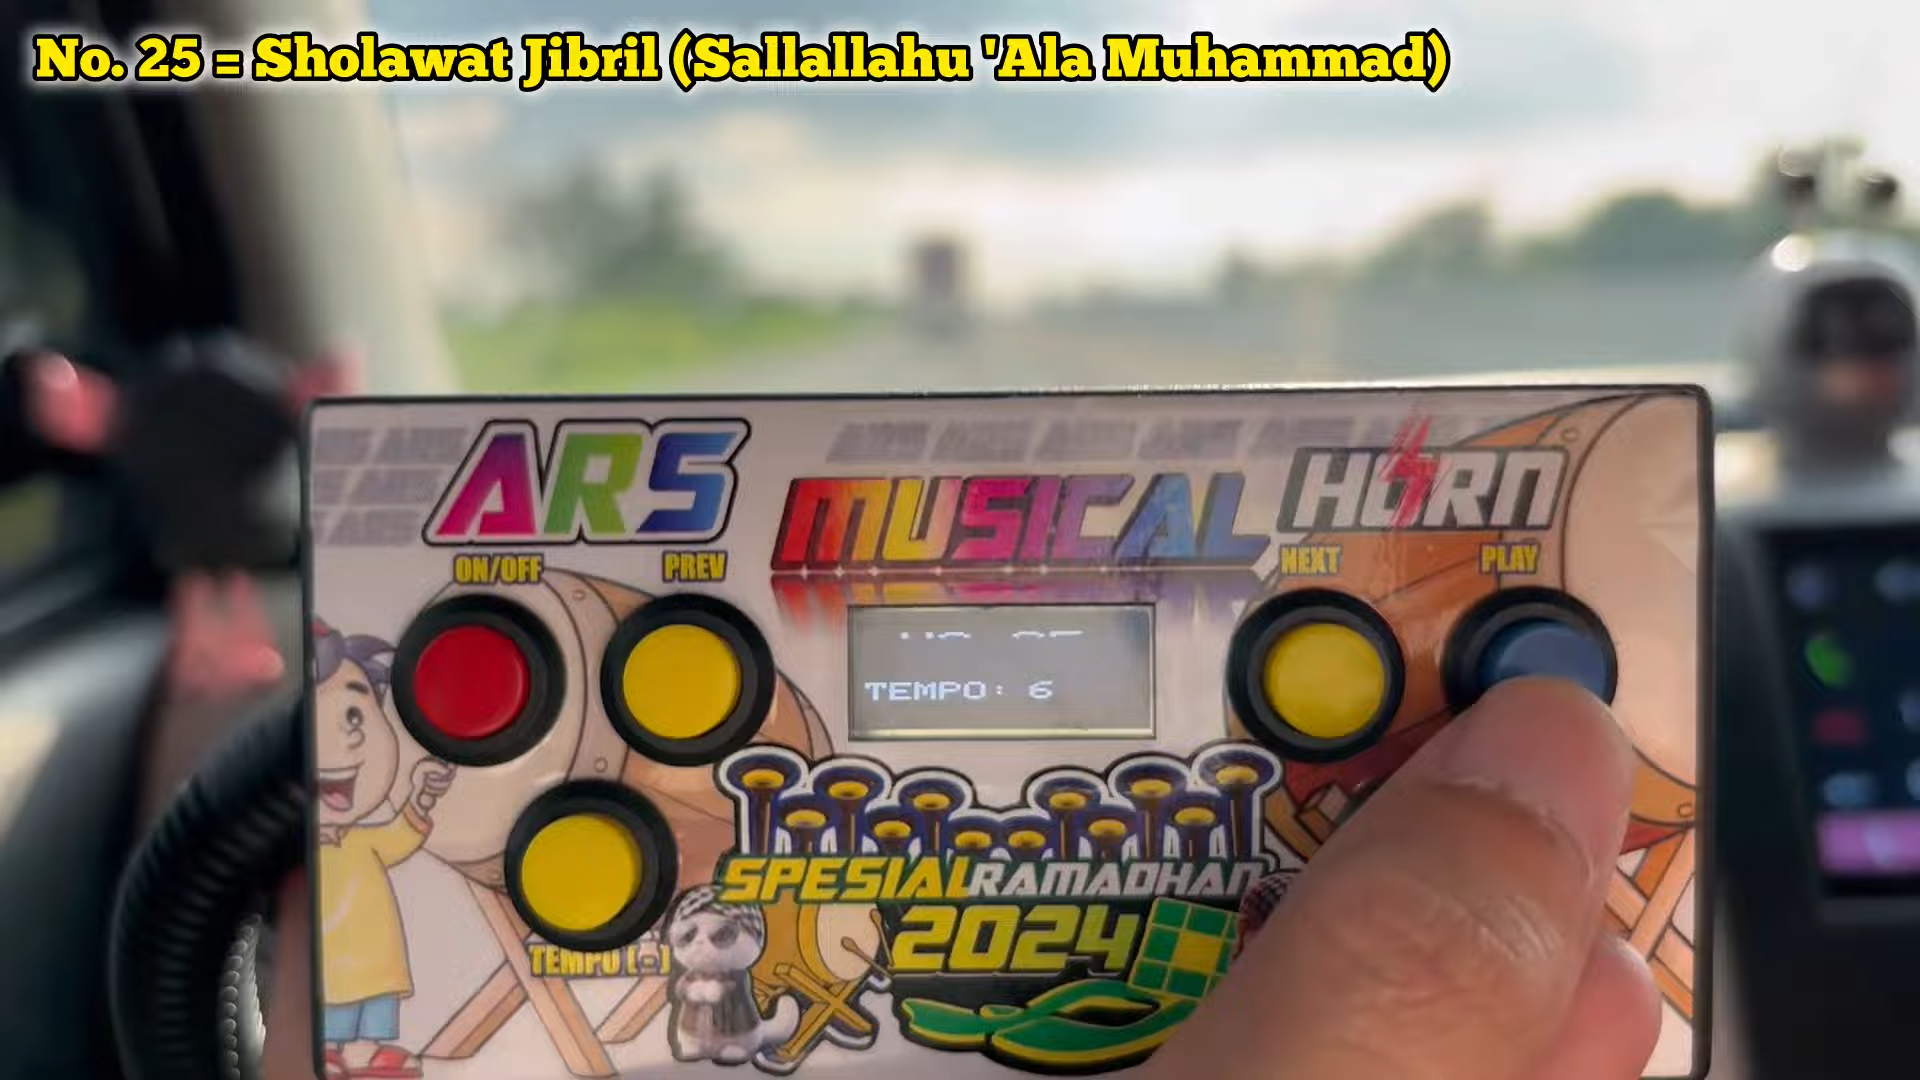 No. 25 = Sholawat Jibril (Sallallahu 'Ala Muhammad)
ARS
MUSICAL
HORN
ON/OFF
PREV
NEXT
PLAY
TEMPO: 6
TEMPO [-]
SPESIAL RAMADHAN
2024